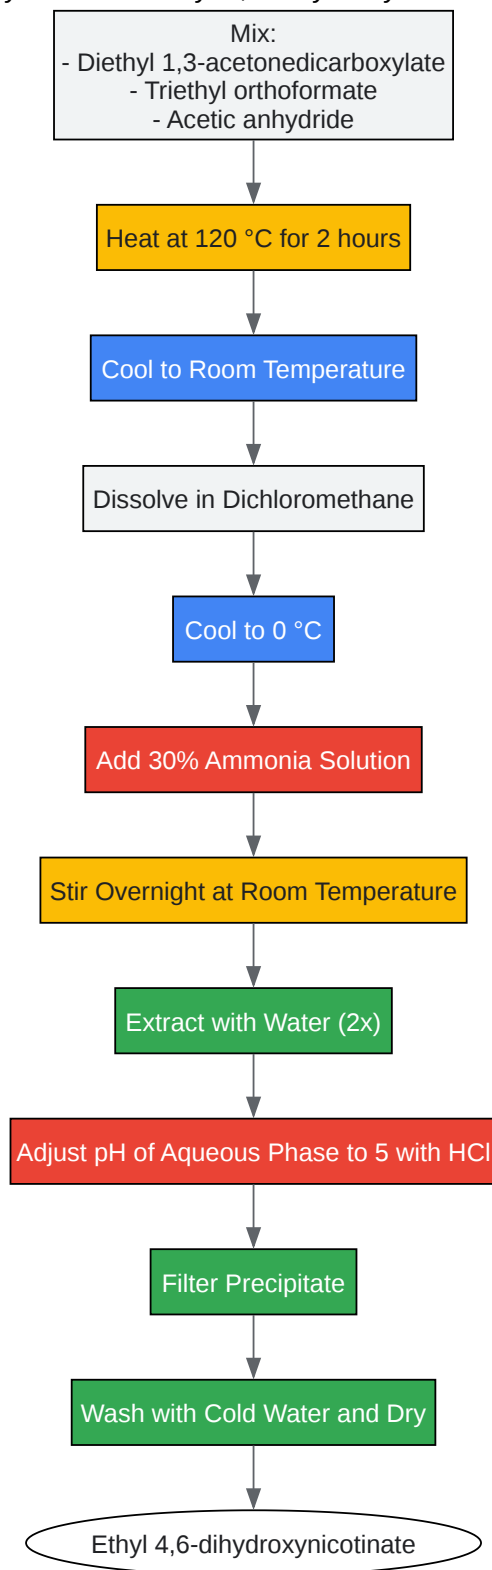 Mix:
- Diethyl 1,3-acetonedicarboxylate
- Triethyl orthoformate
- Acetic anhydride
Heat at 120 °C for 2 hours
Cool to Room Temperature
Dissolve in Dichloromethane
Cool to 0 °C
Add 30% Ammonia Solution
Stir Overnight at Room Temperature
Extract with Water (2x)
Adjust pH of Aqueous Phase to 5 with HCl
Filter Precipitate
Wash with Cold Water and Dry
Ethyl 4,6-dihydroxynicotinate